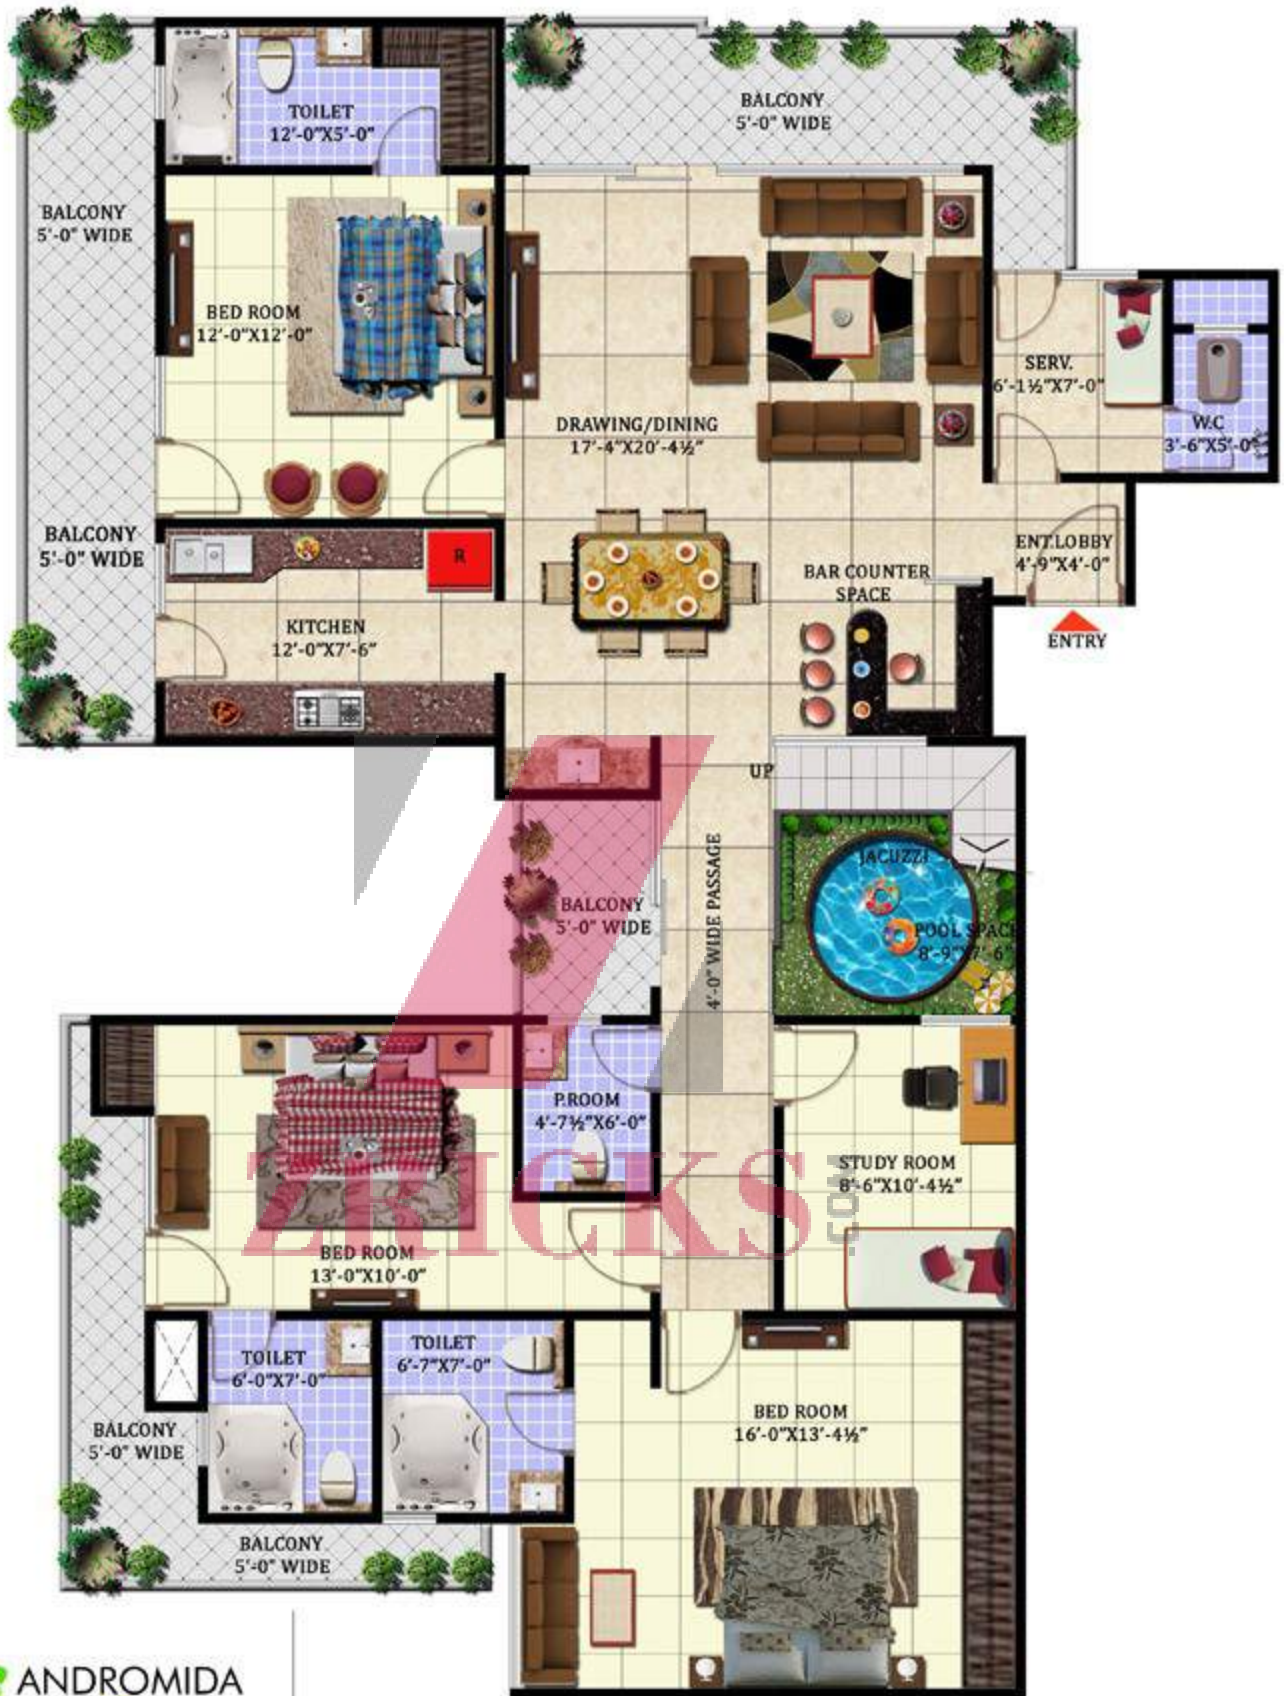 TOILET
12'-0"X5'-0"
BALCONY
5'-0" WIDE
BALCONY
5'-0" WIDE
BED ROOM
12'-0"X12'-0"
SERV.
6'-1½"X7'-0"
DRAWING/DINING
17'-4"X20'-4½"
W.C
3'-6"X5'-0"
BALCONY
5'-0" WIDE
R
ENT.LOBBY
4'-9"X4'-0"
BAR COUNTER
SPACE
KITCHEN
12'-0"X7'-6"
ENTRY
UP
JACUZZI
4'-0" WIDE PASSAGE
BALCONY
5'-0" WIDE
POOL SPACE
8'-9"X7'-6"
P.ROOM
4'-7½"X6'-0"
STUDY ROOM
8'-6"X10'-4½"
ZRICKS
.COM
BED ROOM
13'-0"X10'-0"
TOILET
6'-0"X7'-0"
TOILET
6'-7"X7'-0"
BED ROOM
16'-0"X13'-4½"
BALCONY
5'-0" WIDE
BALCONY
5'-0" WIDE
ANDROMIDA